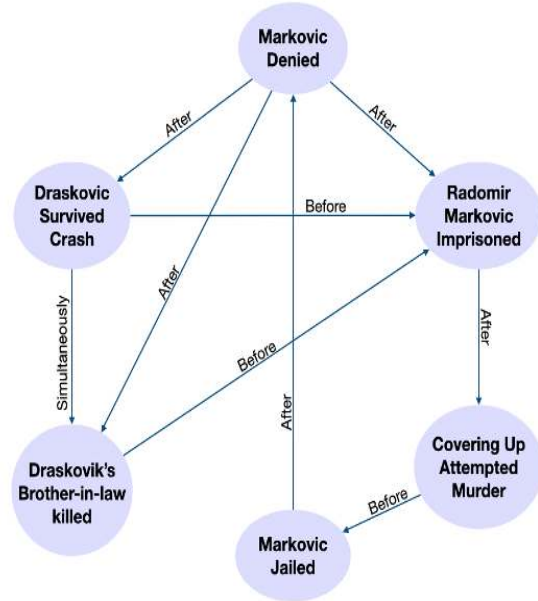 Markovic
Denied
After
After
Draskovic
Survived
Crash
Before
Radomir
Markovic
Imprisoned
Simultaneously
After
Before
After
After
Draskovik's
Brother-in-law
killed
Covering Up
Attempted
Murder
Before
Markovic
Jailed